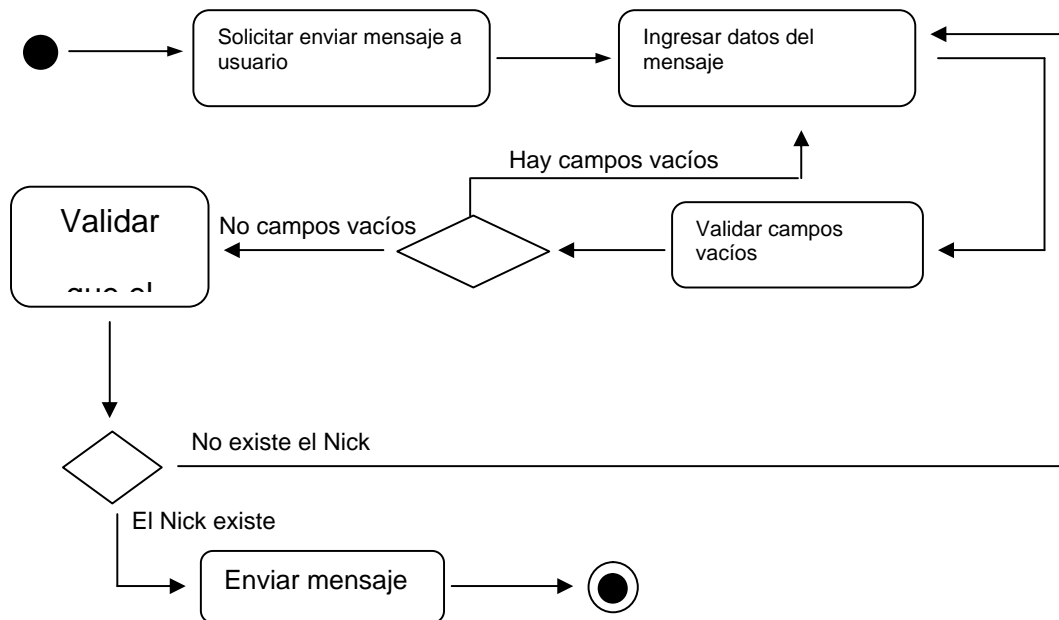 Solicitar enviar mensaje a
usuario
Ingresar datos del
mensaje
Hay campos vacíos
Validar
No campos vacíos
Validar campos
vacíos
No existe el Nick
El Nick existe
Enviar mensaje